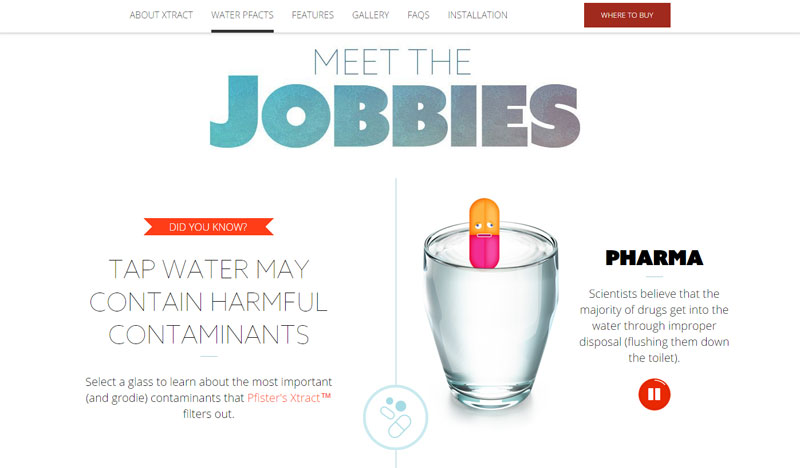 ABOUT XTRACT WATER PFACTS FEATURES GALLERY FAQS INSTALLATION WHERE TO BUY
MEET THE
JOBBIES
DID YOU KNOW?
TAP WATER MAY
CONTAIN HARMFUL
CONTAMINANTS
Select a glass to learn about the most important
(and grodie) contaminants that Pfister's Xtract™
filters out.
PHARMA
Scientists believe that the
majority of drugs get into the
water through improper
disposal (flushing them down
the toilet).